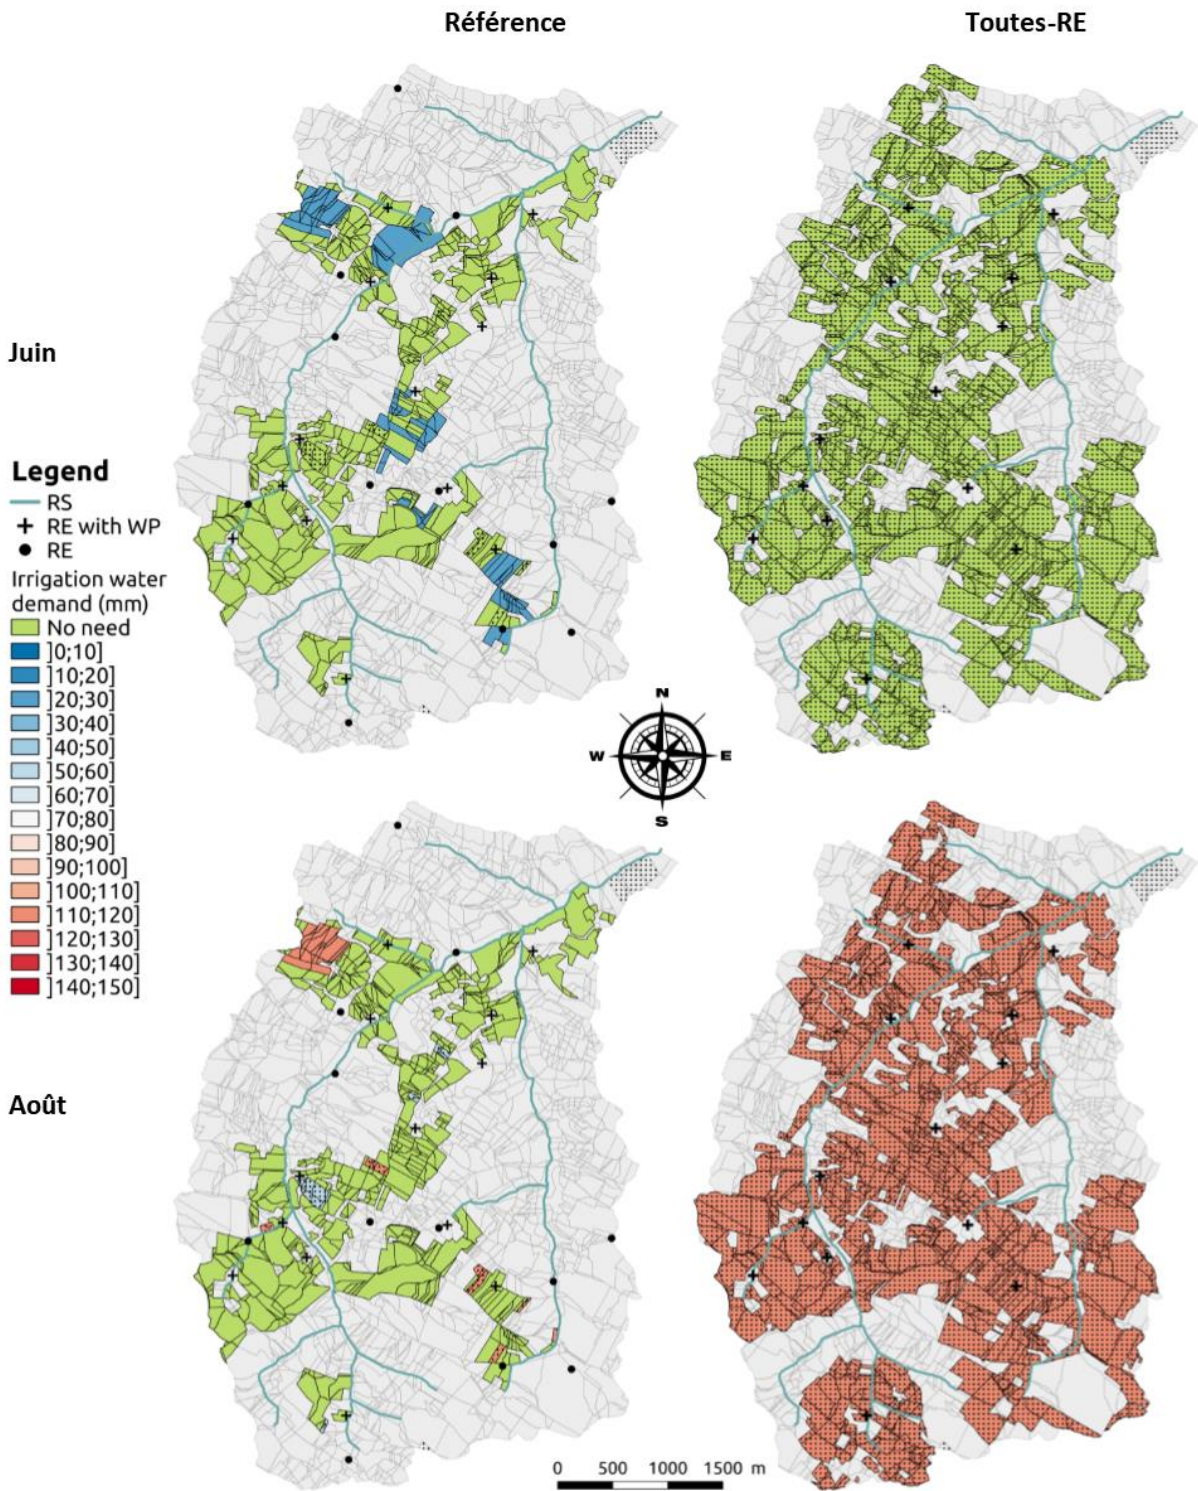 Référence
Toutes-RE
Juin
Legend
RS
RE with WP
RE
Irrigation water
demand (mm)
No need
]0;10]
]10;20]
]20;30]
]30;40]
]40;50]
]50;60]
]60;70]
]70;80]
]80;90]
]90;100]
]100;110]
]110;120]
]120;130]
]130;140]
]140;150]
N
W
E
S
Août
0 500 1000 1500 m